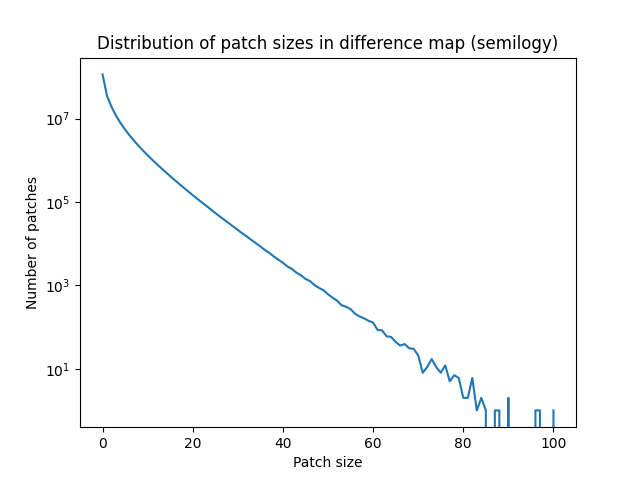 Distribution of patch sizes in difference map (semilogy)
Number of patches
10^7
10^5
10^3
10^1
0 20 40 60 80 100
Patch size